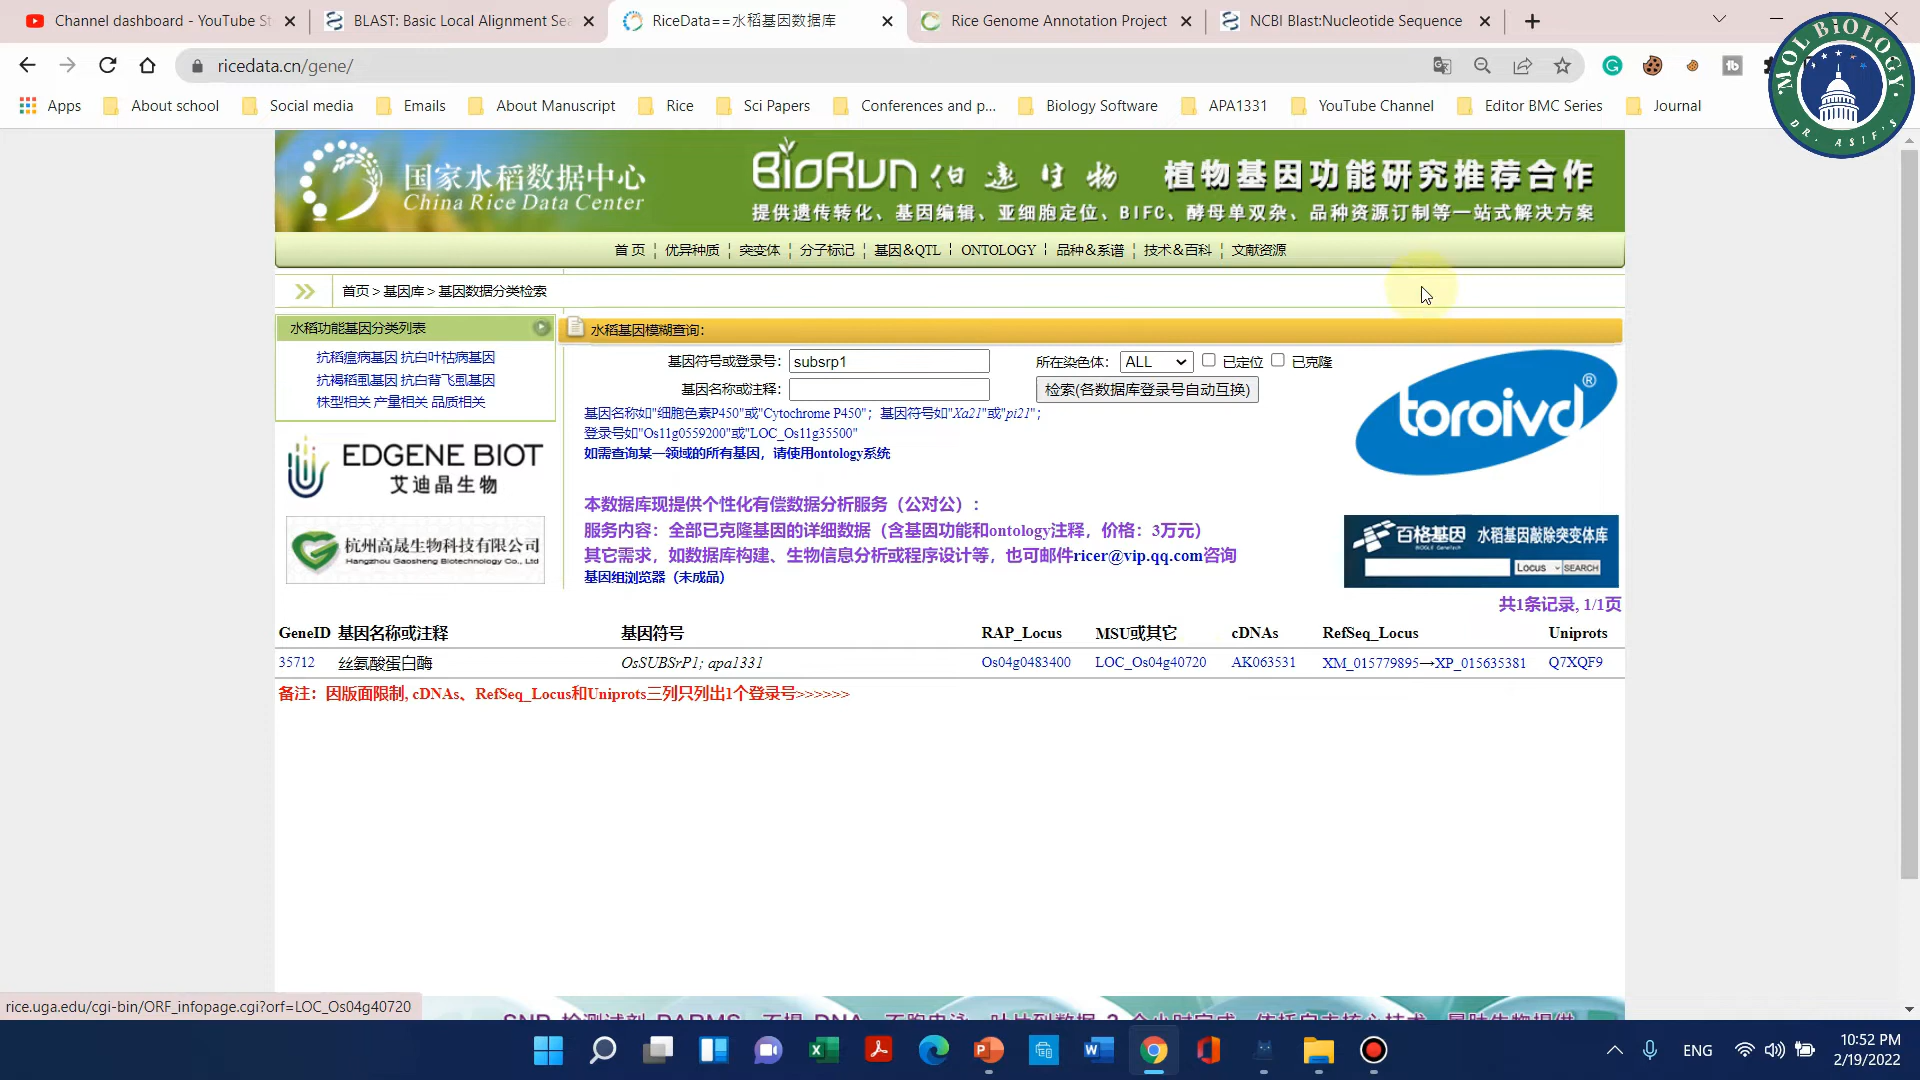 Channel dashboard - YouTube St
BLAST: Basic Local Alignment Sea
RiceData==水稻基因数据库
Rice Genome Annotation Project
NCBI Blast:Nucleotide Sequence
ricedata.cn/gene/
Apps
About school
Social media
Emails
About Manuscript
Rice
Sci Papers
Conferences and p...
Biology Software
APA1331
YouTube Channel
Editor BMC Series
Journal
MOL BIOLOGY
DR. ASIF'S
国家水稻数据中心
China Rice Data Center
BioRun 伯远生物
植物基因功能研究推荐合作
提供遗传转化、基因编辑、亚细胞定位、BIFC、酵母单双杂、品种资源订制等一站式解决方案
首 页 ¦ 优异种质 ¦ 突变体 ¦ 分子标记 ¦ 基因&QTL ¦ ONTOLOGY ¦ 品种&系谱 ¦ 技术&百科 ¦ 文献资源
首页 > 基因库 > 基因数据分类检索
水稻功能基因分类列表
抗稻瘟病基因 抗白叶枯病基因
抗褐稻虱基因 抗白背飞虱基因
株型相关 产量相关 品质相关
EDGENE BIOT
艾迪晶生物
杭州高晟生物科技有限公司
Hangzhou Gaosheng Biotechnology Co., Ltd
水稻基因模糊查询:
基因符号或登录号: subsrp1
所在染色体: ALL 已定位 已克隆
基因名称或注释:
检索(各数据库登录号自动互换)
基因名称如"细胞色素P450"或"Cytochrome P450"；基因符号如"Xa21"或"pi21"；
登录号如"Os11g0559200"或"LOC_Os11g35500"
如需查询某一领域的所有基因，请使用ontology系统
本数据库现提供个性化有偿数据分析服务（公对公）:
服务内容：全部已克隆基因的详细数据（含基因功能和ontology注释，价格：3万元）
其它需求，如数据库构建、生物信息分析或程序设计等，也可邮件ricer@vip.qq.com咨询
基因组浏览器（未成品）
toroivd®
百格基因 水稻基因敲除突变体库
BIOGLE GeneTech
Locus SEARCH
共1条记录, 1/1页
GeneID 基因名称或注释 基因符号 RAP_Locus MSU或其它 cDNAs RefSeq_Locus Uniprots
35712 丝氨酸蛋白酶 OsSUBSrP1; apa1331 Os04g0483400 LOC_Os04g40720 AK063531 XM_015779895→XP_015635381 Q7XQF9
备注：因版面限制, cDNAs、RefSeq_Locus和Uniprots三列只列出1个登录号>>>>>>
rice.uga.edu/cgi-bin/ORF_infopage.cgi?orf=LOC_Os04g40720
ENG
10:52 PM
2/19/2022